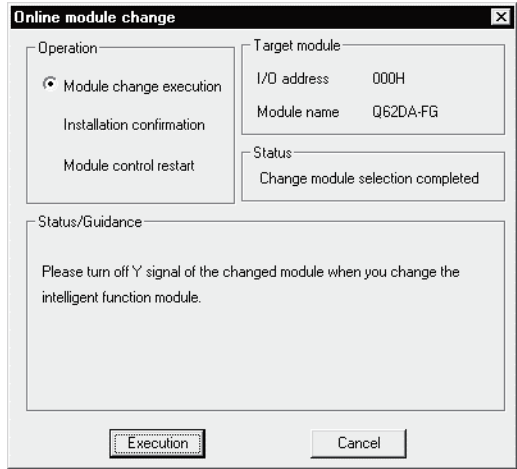 Online module change
Operation
Module change execution
Installation confirmation
Module control restart
Target module
I/O address 000H
Module name Q62DA-FG
Status
Change module selection completed
Status/Guidance
Please turn off Y signal of the changed module when you change the
intelligent function module.
Execution Cancel